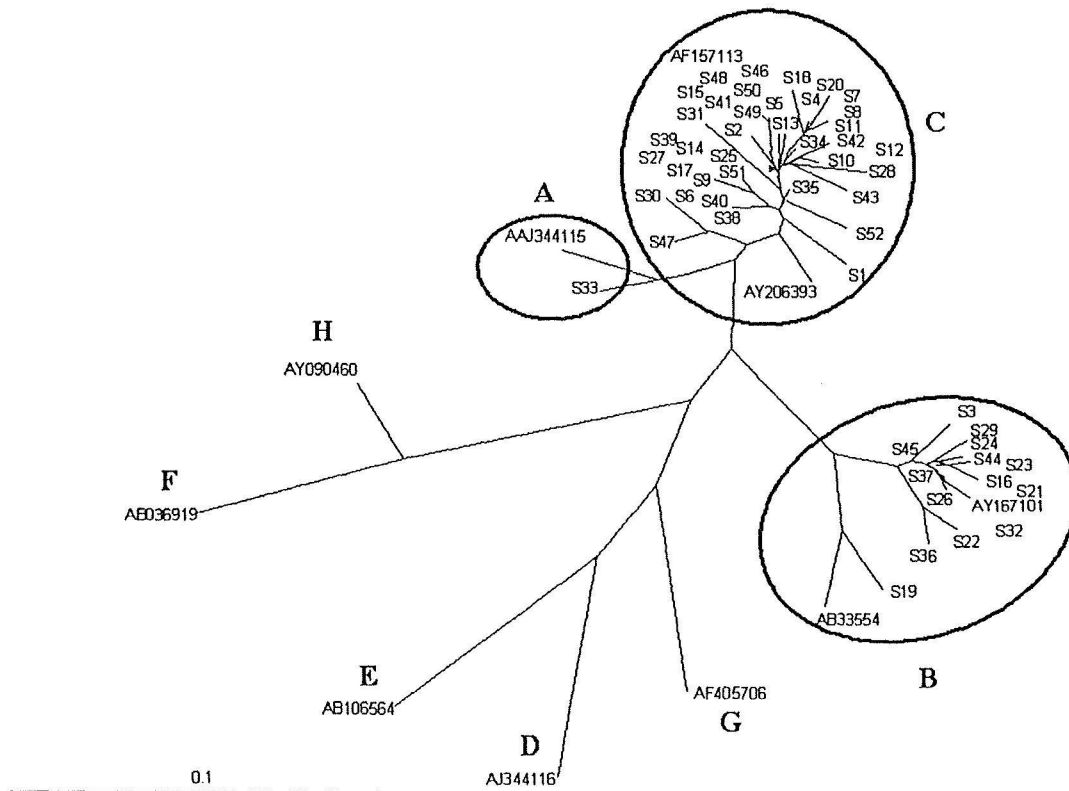 AF157113
S48 S46 S18 S20
S15 S50 S5 S4 S7
S41 S49 S13 S8
S31 S2 S11
S39 S14 S34 S42 S12
S27 S25 S10
S17 S51 S28
S9 S35 S43
S30 S6 S40
S38 S52
S47 S1
AY206393
C
A
AAJ344115
S33
H
AY090460
F
AB036919
S3
S29
S45 S24
S37 S44 S23
S16
S26 S21
AY167101
S22 S32
S36
S19
AB33554
B
E
AB106564
AF405706
G
D
AJ344116
0.1